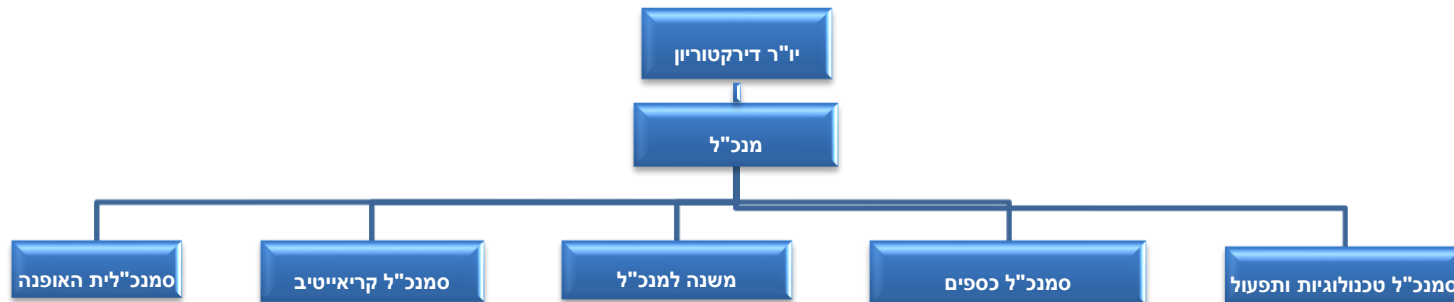 יו"ר דירקטוריון
מנכ"ל
סמנכ"ל טכנולוגיות ותפעול
סמנכ"ל כספים
משנה למנכ"ל
סמנכ"ל קריאייטיב
סמנכ"לית האופנה